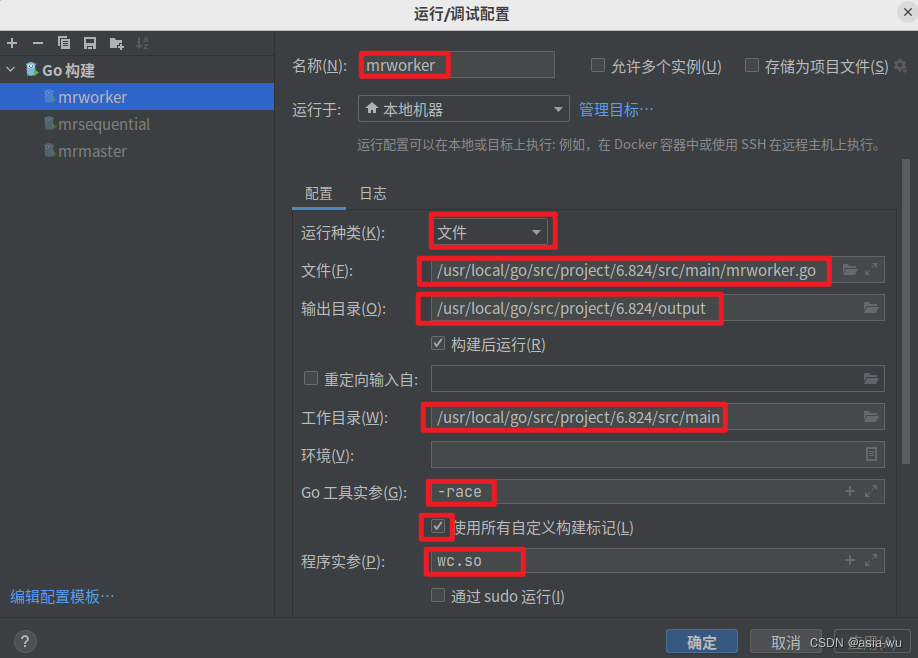 运行/调试配置
Go 构建
mrworker
mrsequential
mrmaster
编辑配置模板…
?
名称(N): mrworker 允许多个实例(U) 存储为项目文件(S)
运行于: 本地机器 管理目标…
运行配置可以在本地或目标上执行: 例如，在 Docker 容器中或使用 SSH 在远程主机上执行。
配置 日志
运行种类(K): 文件
文件(F): /usr/local/go/src/project/6.824/src/main/mrworker.go
输出目录(O): /usr/local/go/src/project/6.824/output
构建后运行(R)
重定向输入自:
工作目录(W): /usr/local/go/src/project/6.824/src/main
环境(V):
Go 工具实参(G): -race
使用所有自定义构建标记(L)
程序实参(P): wc.so
通过 sudo 运行(I)
确定 取消 应用(A)
CSDN @asia-wu